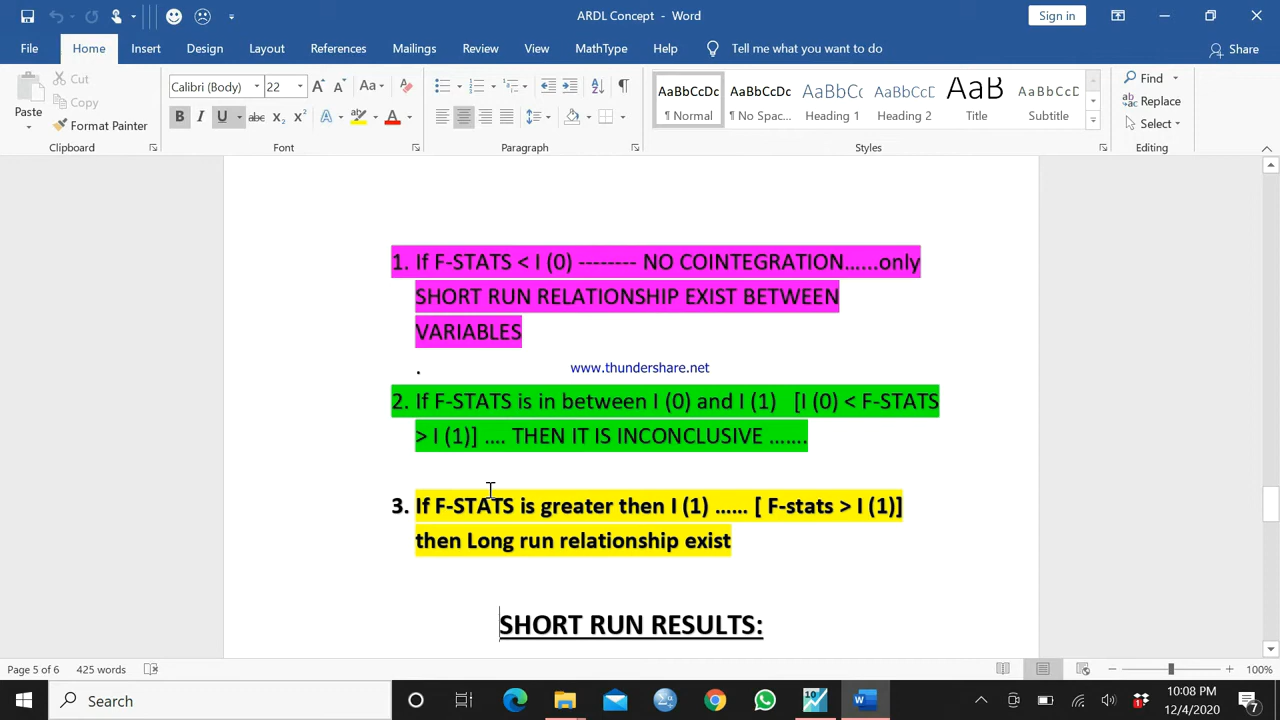 ARDL Concept - Word
Sign in
File Home Insert Design Layout References Mailings Review View MathType Help Tell me what you want to do Share
Paste
Cut
Copy
Format Painter
Clipboard
Calibri (Body) 22
Font
Paragraph
AaBbCcDc AaBbCcDc AaBbCc AaBbCcD AaB AaBbCcD
¶ Normal ¶ No Spac... Heading 1 Heading Title Subtitle
Styles
Find
Replace
Select
Editing
1. If F-STATS < I (0) -------- NO COINTEGRATION……only
SHORT RUN RELATIONSHIP EXIST BETWEEN
VARIABLES
.
www.thundershare.net
2. If F-STATS is in between I (0) and I (1) [I (0) < F-STATS
> I (1)] …. THEN IT IS INCONCLUSIVE …….
3. If F-STATS is greater then I (1) …… [ F-stats > I (1)]
then Long run relationship exist
SHORT RUN RESULTS:
Page 5 of 6 425 words 100%
Search
10:08 PM
12/4/2020